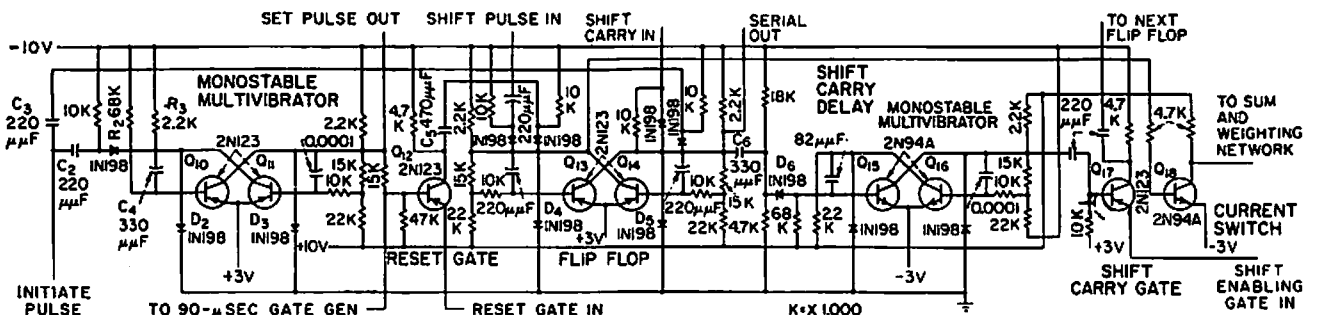 SET PULSE OUT
SHIFT PULSE IN
SHIFT CARRY IN
SERIAL OUT
TO NEXT FLIP FLOP
-10V
MONOSTABLE MULTIVIBRATOR
SHIFT CARRY DELAY
MONOSTABLE MULTIVIBRATOR
C3 220 μμF
10K
R2 68K
R3 2.2K
2.2K
4.7 K
C5 470μμF
2.2K
10K
220μμF
10 K
10 K
IN198
IN198
2.2K
18K
2.2K
220 μμF
4.7 K
4.7K
TO SUM AND WEIGHTING NETWORK
C2 220 μμF
IN198
Q10
2N123
Q11
0.0001
15K
15K
Q12
2N123
IN198
IN198
Q13
2N123
Q14
C6 330 μμF
82μμF
D6 IN198
Q15
2N94A
Q16
15K
10K
Q17
2N123
Q18
2N94A
C4 330 μμF
D2 IN198
D3 IN198
10K
22K
+10V
47K
22 K
15K
10K
220μμF
D4 IN198
+3V
D5 IN198
220μμF
10K
22K
15K
4.7K
68 K
22 K
IN198
-3V
IN198
0.0001
22K
10K
+3V
-3V
CURRENT SWITCH
+3V
RESET GATE
FLIP FLOP
SHIFT CARRY GATE
SHIFT ENABLING GATE IN
INITIATE PULSE
TO 90-μSEC GATE GEN
RESET GATE IN
K=X 1,000